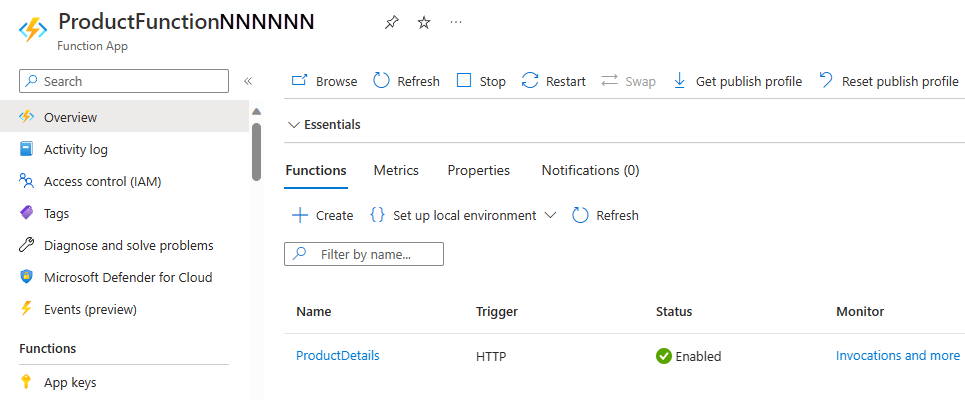 ProductFunctionNNNNNN
Function App
Search
Browse Refresh Stop Restart Swap Get publish profile Reset publish profile
Overview
Essentials
Activity log
Functions Metrics Properties Notifications (0)
Access control (IAM)
Tags
Create Set up local environment Refresh
Diagnose and solve problems
Filter by name...
Microsoft Defender for Cloud
Events (preview)
Name Trigger Status Monitor
Functions
ProductDetails HTTP Enabled Invocations and more
App keys